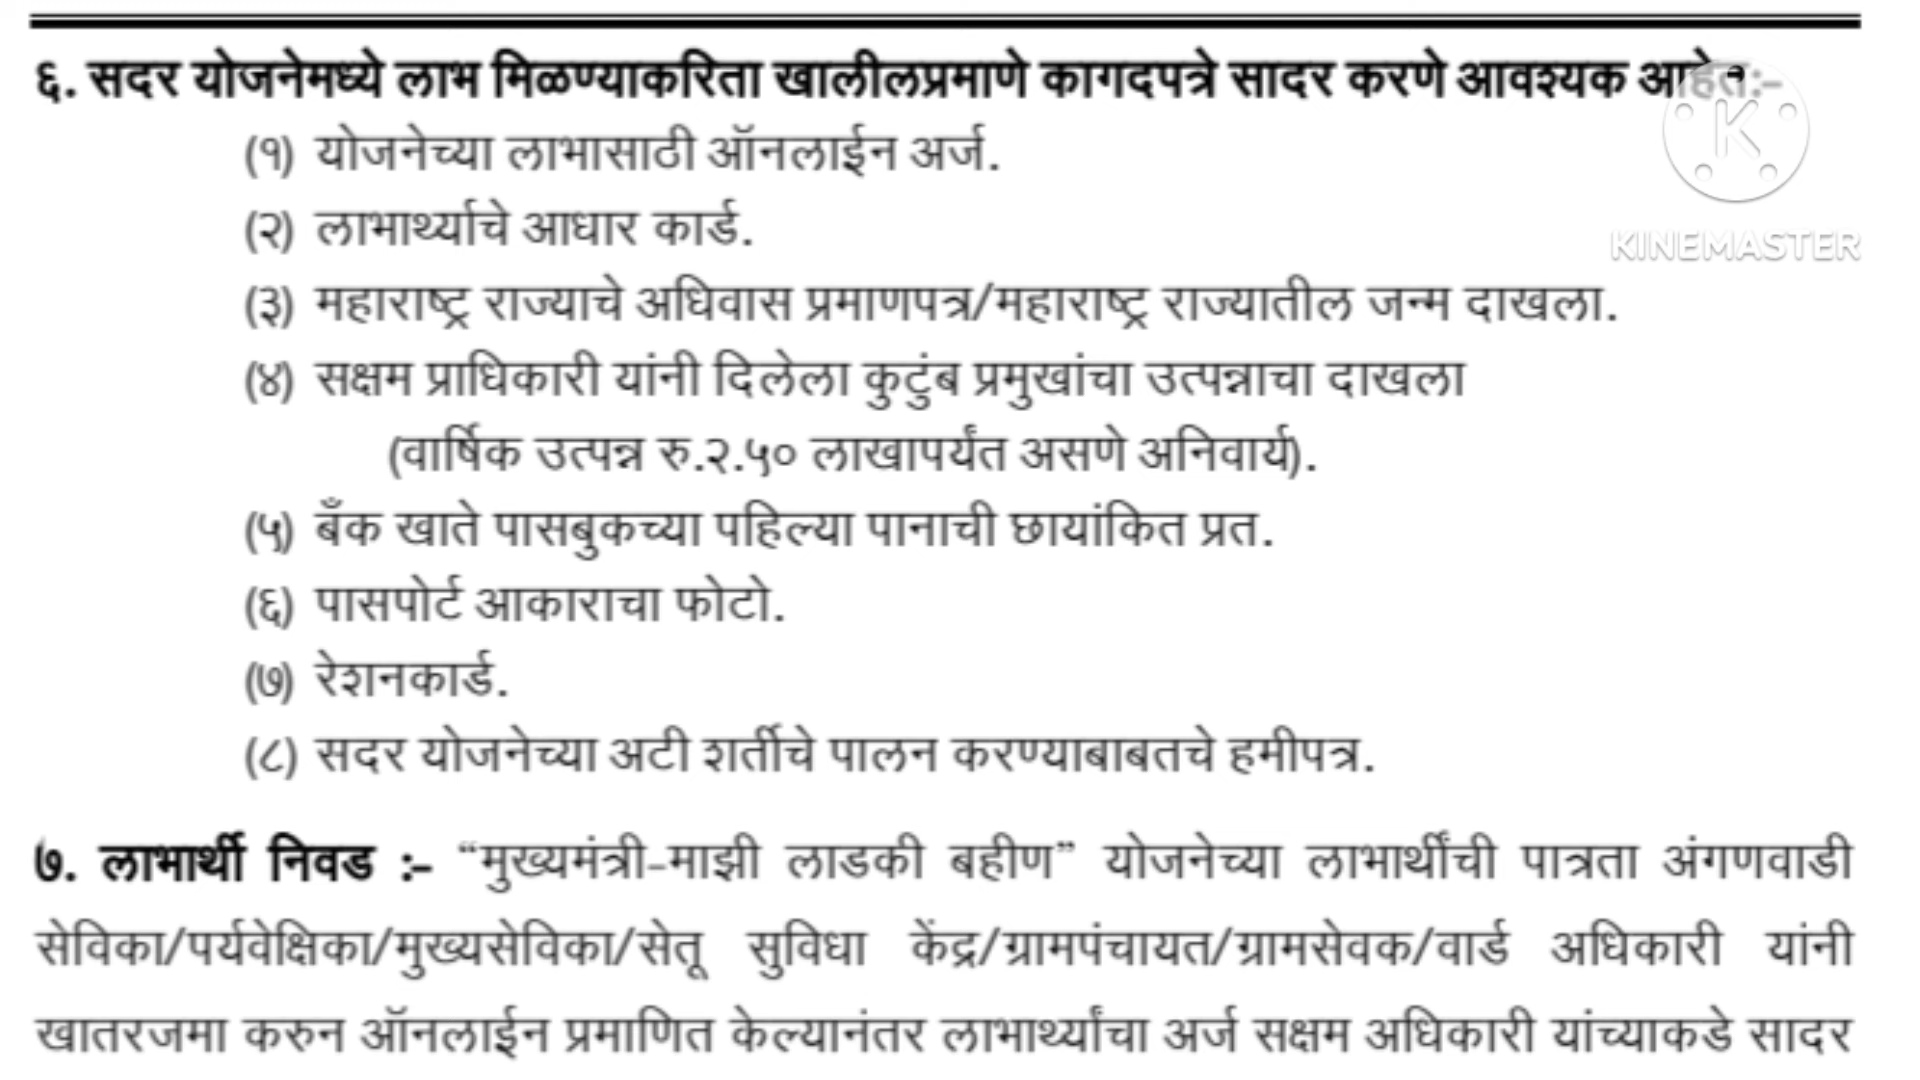 ६. सदर योजनेमध्ये लाभ मिळण्याकरिता खालीलप्रमाणे कागदपत्रे सादर करणे आवश्यक आहेत:-
(१) योजनेच्या लाभासाठी ऑनलाईन अर्ज.
(२) लाभार्थ्याचे आधार कार्ड.
(३) महाराष्ट्र राज्याचे अधिवास प्रमाणपत्र/महाराष्ट्र राज्यातील जन्म दाखला.
(४) सक्षम प्राधिकारी यांनी दिलेला कुटुंब प्रमुखांचा उत्पन्नाचा दाखला
(वार्षिक उत्पन्न रु.२.५० लाखापर्यंत असणे अनिवार्य).
(५) बँक खाते पासबुकच्या पहिल्या पानाची छायांकित प्रत.
(६) पासपोर्ट आकाराचा फोटो.
(७) रेशनकार्ड.
(८) सदर योजनेच्या अटी शर्तीचे पालन करण्याबाबतचे हमीपत्र.
७. लाभार्थी निवड :- “मुख्यमंत्री-माझी लाडकी बहीण” योजनेच्या लाभार्थींची पात्रता अंगणवाडी
सेविका/पर्यवेक्षिका/मुख्यसेविका/सेतू सुविधा केंद्र/ग्रामपंचायत/ग्रामसेवक/वार्ड अधिकारी यांनी
खातरजमा करुन ऑनलाईन प्रमाणित केल्यानंतर लाभार्थ्यांचा अर्ज सक्षम अधिकारी यांच्याकडे सादर
K
KINEMASTER